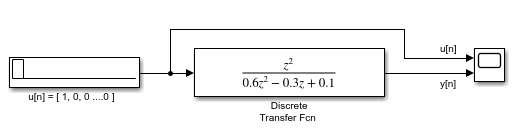 u[n]
z²
0.6z² − 0.3z + 0.1
y[n]
u[n] = [ 1, 0, 0 ....0 ]
Discrete
Transfer Fcn